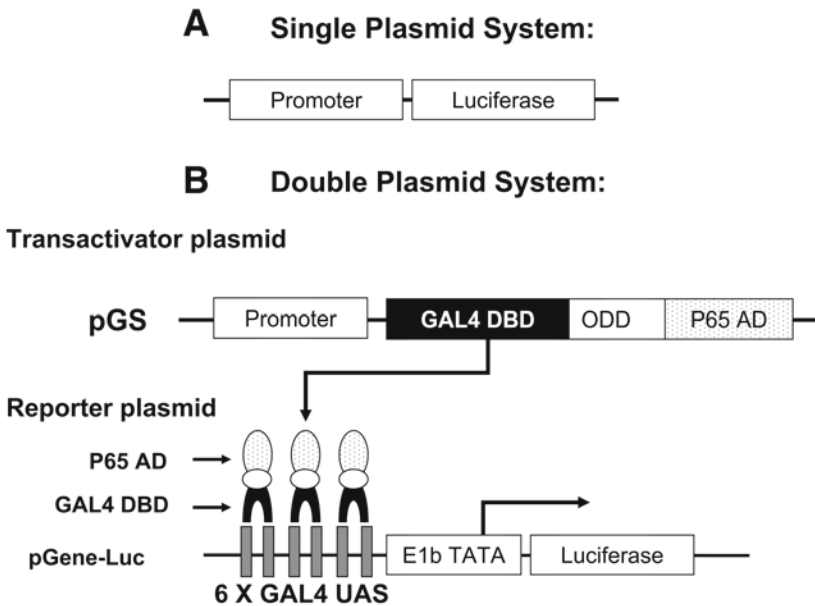 A Single Plasmid System:
Promoter Luciferase
B Double Plasmid System:
Transactivator plasmid
pGS Promoter GAL4 DBD ODD P65 AD
Reporter plasmid
P65 AD
GAL4 DBD
pGene-Luc E1b TATA Luciferase
6 X GAL4 UAS